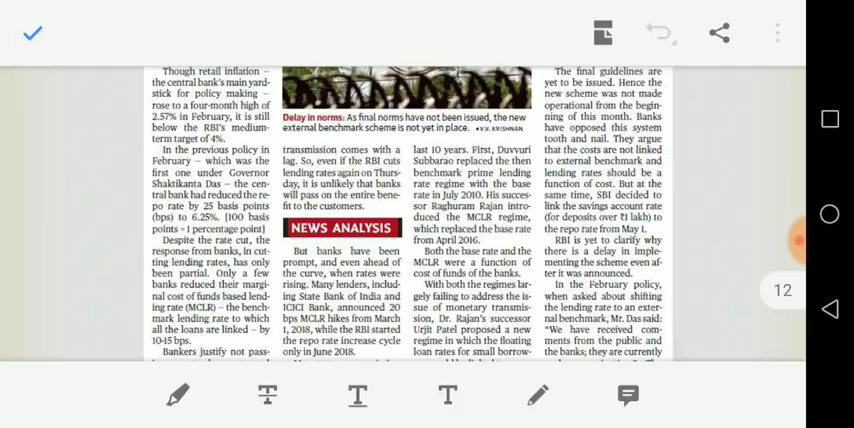 Though retail inflation –
the central bank's main yard-
stick for policy making –
rose to a four-month high of
2.57% in February, it is still
below the RBI's medium-
term target of 4%.
In the previous policy in
February – which was the
first one under Governor
Shaktikanta Das – the cen-
tral bank had reduced the re-
po rate by 25 basis points
(bps) to 6.25%. [100 basis
points = 1 percentage point]
Despite the rate cut, the
response from banks, in cut-
ting lending rates, has only
been partial. Only a few
banks reduced their margi-
nal cost of funds based lend-
ing rate (MCLR) – the bench-
mark lending rate to which
all the loans are linked – by
10-15 bps.
Bankers justify not pass-
Delay in norms: As final norms have not been issued, the new
external benchmark scheme is not yet in place. •V.V. KRISHNAN
transmission comes with a
lag. So, even if the RBI cuts
lending rates again on Thurs-
day, it is unlikely that banks
will pass on the entire bene-
fit to the customers.
NEWS ANALYSIS
But banks have been
prompt, and even ahead of
the curve, when rates were
rising. Many lenders, includ-
ing State Bank of India and
ICICI Bank, announced 20
bps MCLR hikes from March
1, 2018, while the RBI started
the repo rate increase cycle
only in June 2018.
last 10 years. First, Duvvuri
Subbarao replaced the then
benchmark prime lending
rate regime with the base
rate in July 2010. His succes-
sor Raghuram Rajan intro-
duced the MCLR regime,
which replaced the base rate
from April 2016.
Both the base rate and the
MCLR were a function of
cost of funds of the banks.
With both the regimes lar-
gely failing to address the is-
sue of monetary transmis-
sion, Dr. Rajan's successor
Urjit Patel proposed a new
regime in which the floating
loan rates for small borrow-
The final guidelines are
yet to be issued. Hence the
new scheme was not made
operational from the begin-
ning of this month. Banks
have opposed this system
tooth and nail. They argue
that the costs are not linked
to external benchmark and
lending rates should be a
function of cost. But at the
same time, SBI decided to
link the savings account rate
(for deposits over ₹1 lakh) to
the repo rate from May 1.
RBI is yet to clarify why
there is a delay in imple-
menting the scheme even af-
ter it was announced.
In the February policy,
when asked about shifting
the lending rate to an exter-
nal benchmark, Mr. Das said:
“We have received com-
ments from the public and
the banks; they are currently
12